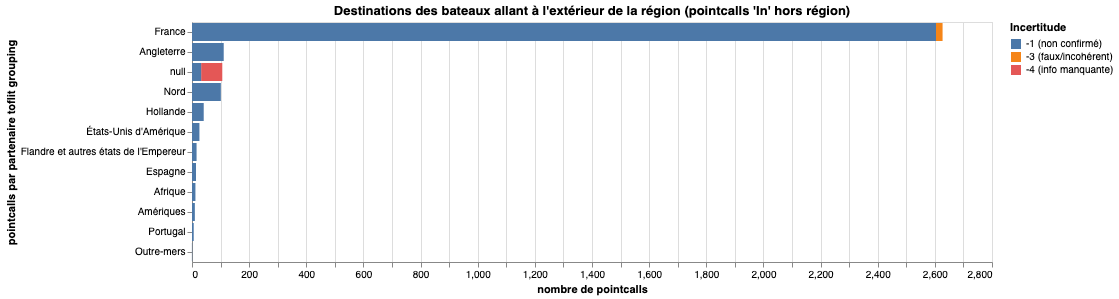 Destinations des bateaux allant à l'extérieur de la région (pointcalls 'In' hors région)
pointcalls par partenaire toflit grouping
France
Angleterre
null
Nord
Hollande
États-Unis d'Amérique
Flandre et autres états de l'Empereur
Espagne
Afrique
Amériques
Portugal
Outre-mers
0 200 400 600 800 1,000 1,200 1,400 1,600 1,800 2,000 2,200 2,400 2,600 2,800
nombre de pointcalls
Incertitude
-1 (non confirmé)
-3 (faux/incohérent)
-4 (info manquante)